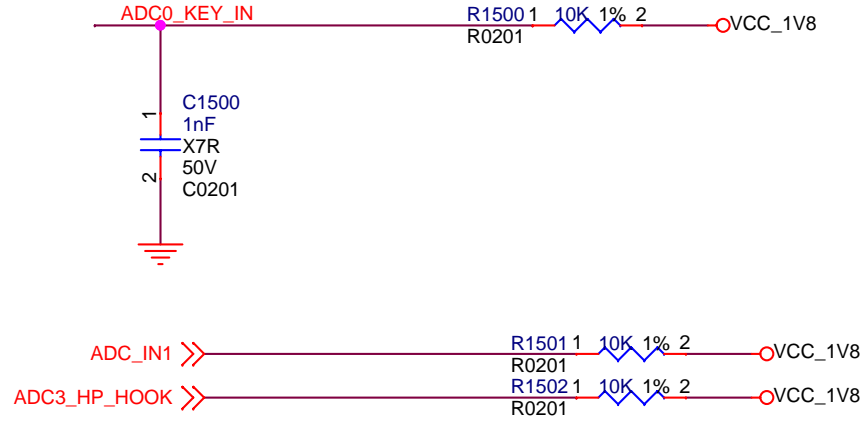 ADC0_KEY_IN
R1500 1 10K 1% 2 VCC_1V8
R0201
1 C1500
1nF
X7R
50V
2 C0201
ADC_IN1 R1501 1 10K 1% 2 VCC_1V8
R0201
ADC3_HP_HOOK R1502 1 10K 1% 2 VCC_1V8
R0201